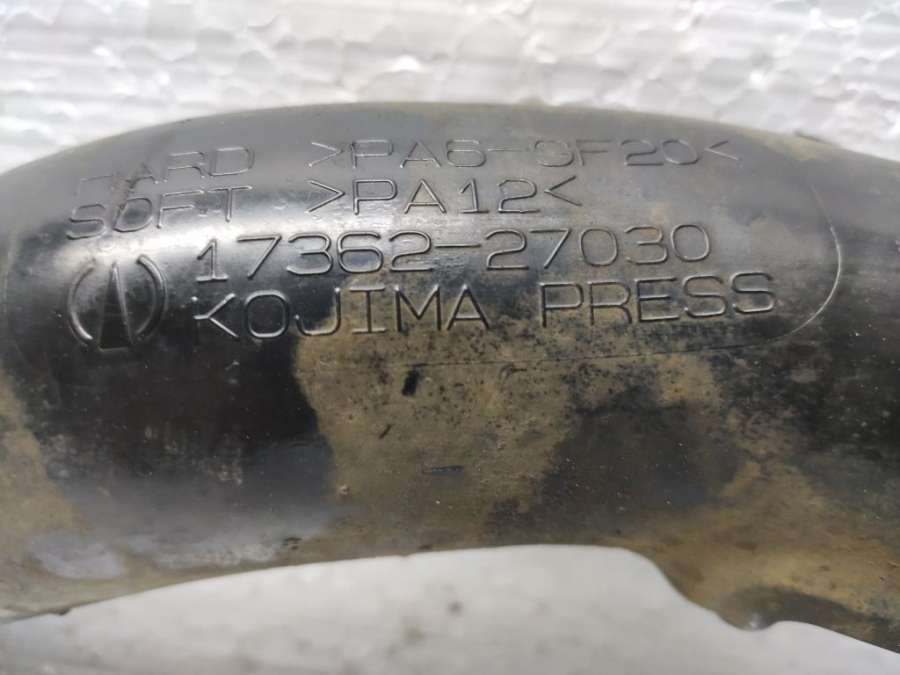 HARD >PA6-GF20<
SOFT >PA12<
17362-27030
KOJIMA PRESS